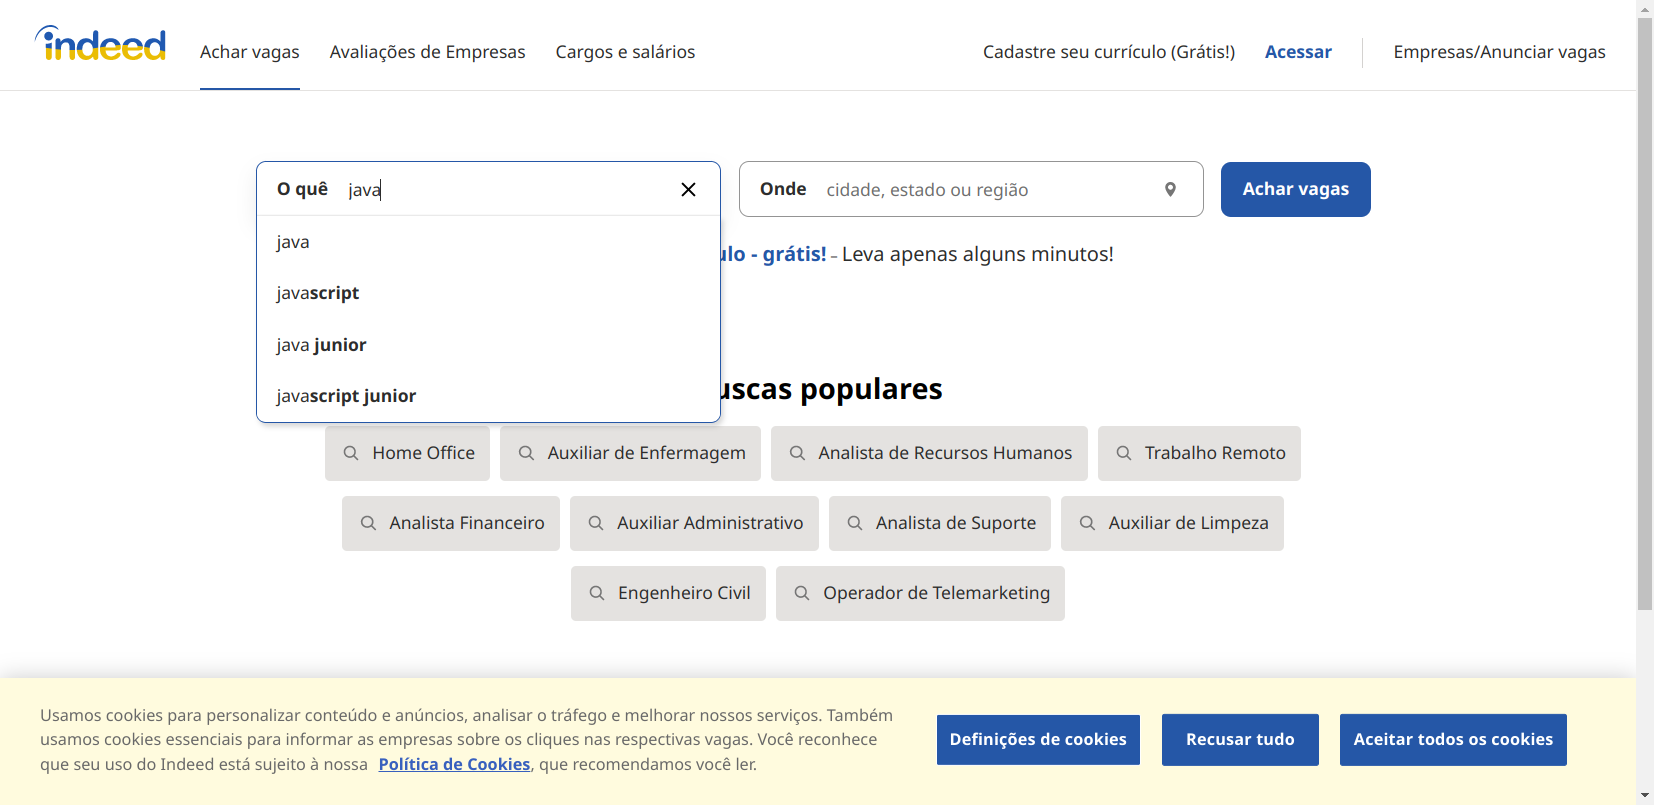 indeed
Achar vagas
Avaliações de Empresas
Cargos e salários
Cadastre seu currículo (Grátis!)
Acessar
Empresas/Anunciar vagas
O quê java
Onde cidade, estado ou região
Achar vagas
java
javascript
java junior
javascript junior
ulo - grátis! – Leva apenas alguns minutos!
uscas populares
Home Office
Auxiliar de Enfermagem
Analista de Recursos Humanos
Trabalho Remoto
Analista Financeiro
Auxiliar Administrativo
Analista de Suporte
Auxiliar de Limpeza
Engenheiro Civil
Operador de Telemarketing
Usamos cookies para personalizar conteúdo e anúncios, analisar o tráfego e melhorar nossos serviços. Também
usamos cookies essenciais para informar as empresas sobre os cliques nas respectivas vagas. Você reconhece
que seu uso do Indeed está sujeito à nossa Política de Cookies, que recomendamos você ler.
Definições de cookies
Recusar tudo
Aceitar todos os cookies